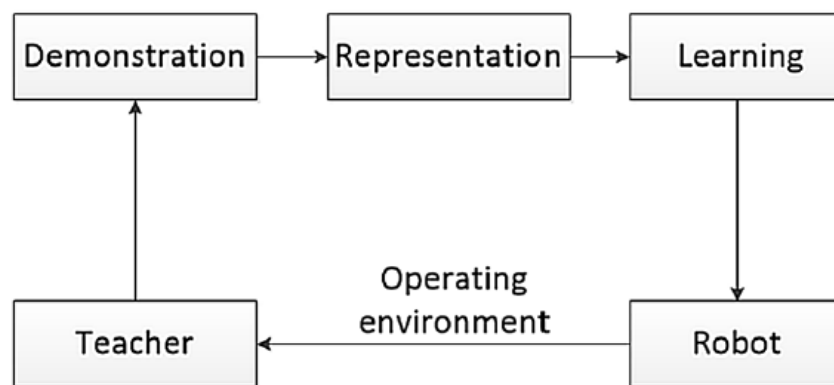 Demonstration
Representation
Learning
Operating
environment
Teacher
Robot